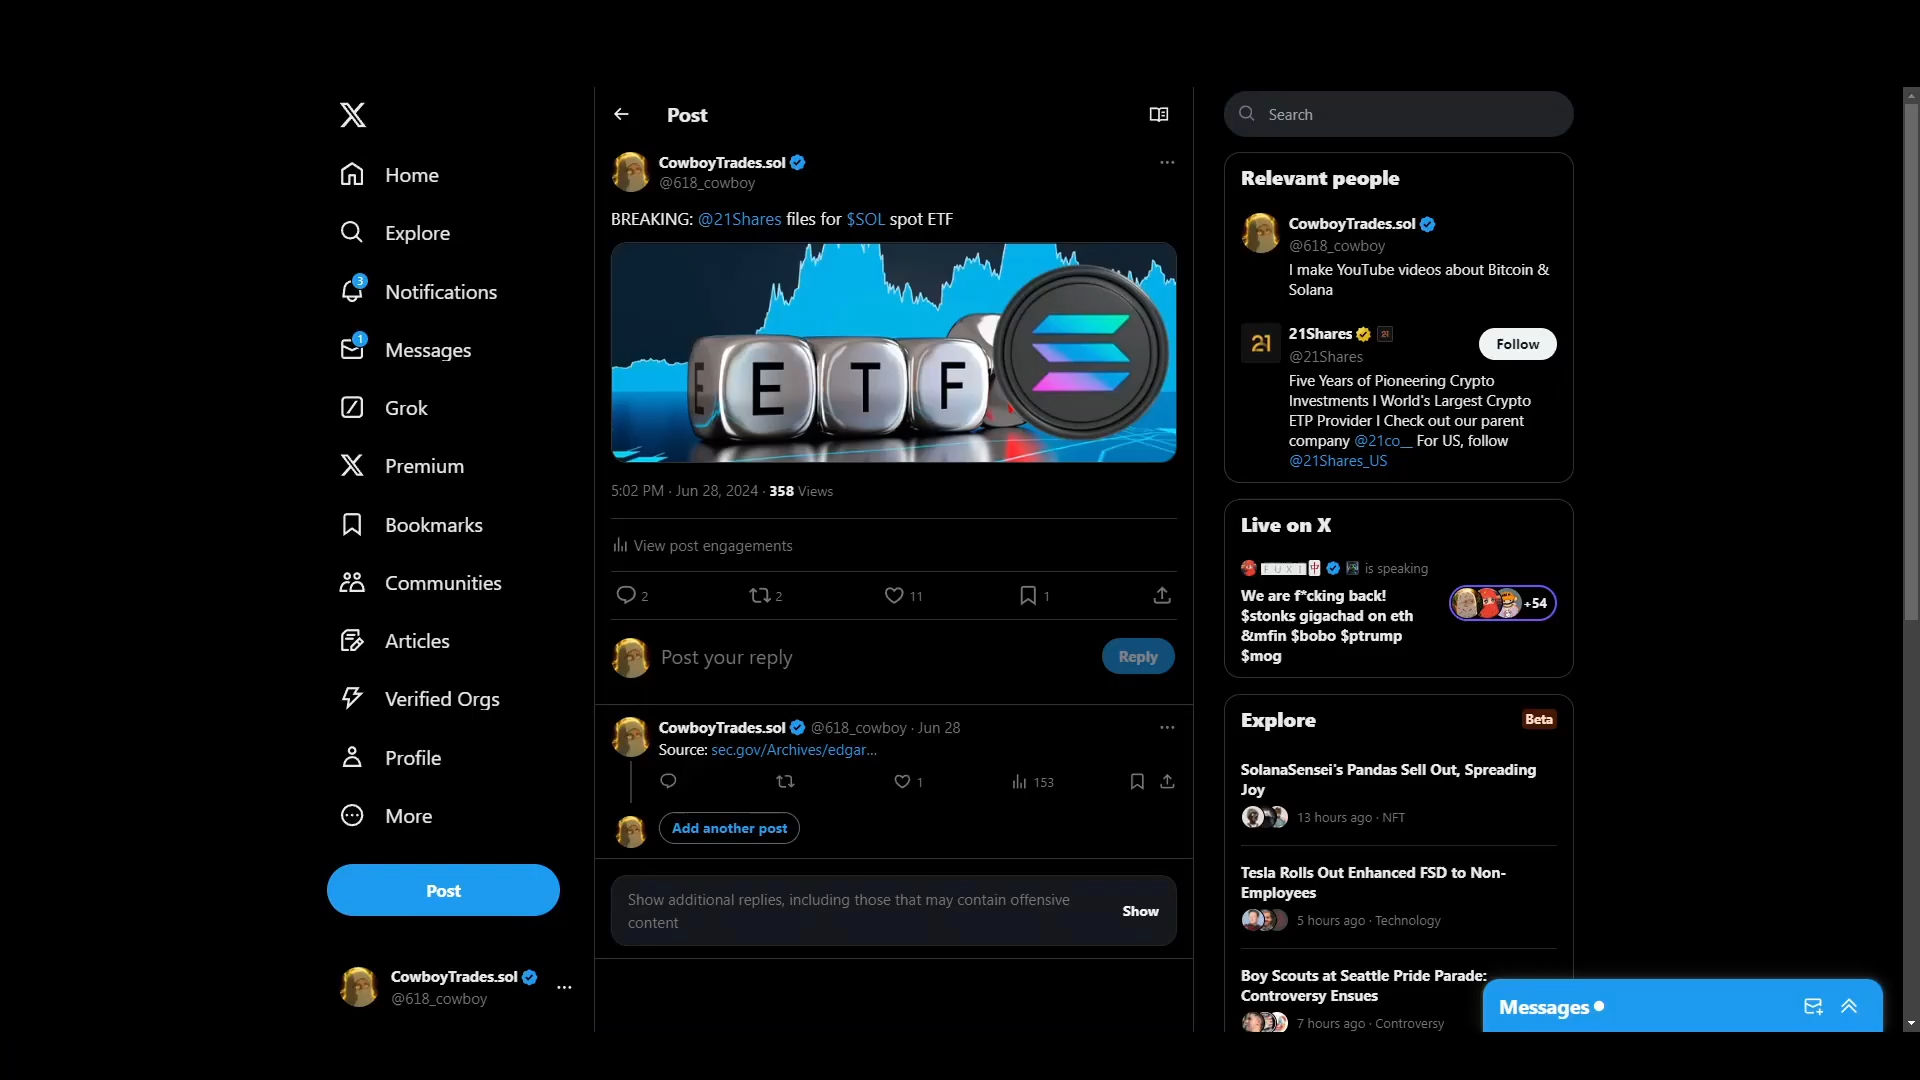 Home
Explore
3
Notifications
1
Messages
Grok
Premium
Bookmarks
Communities
Articles
Verified Orgs
Profile
More
Post
CowboyTrades.sol
@618_cowboy
Post
CowboyTrades.sol
@618_cowboy
BREAKING: @21Shares files for $SOL spot ETF
E E T F
5:02 PM · Jun 28, 2024 · 358 Views
View post engagements
2 2 11 1
Post your reply
Reply
CowboyTrades.sol @618_cowboy · Jun 28
Source: sec.gov/Archives/edgar...
1 153
Add another post
Show additional replies, including those that may contain offensive
content
Show
Search
Relevant people
CowboyTrades.sol
@618_cowboy
I make YouTube videos about Bitcoin &
Solana
21
21Shares 21
@21Shares
Follow
Five Years of Pioneering Crypto
Investments I World's Largest Crypto
ETP Provider I Check out our parent
company @21co__ For US, follow
@21Shares_US
Live on X
FUXI 中 is speaking
We are f*cking back!
$stonks gigachad on eth
&mfin $bobo $ptrump
$mog
+54
Explore
Beta
SolanaSensei's Pandas Sell Out, Spreading
Joy
13 hours ago · NFT
Tesla Rolls Out Enhanced FSD to Non-
Employees
5 hours ago · Technology
Boy Scouts at Seattle Pride Parade:
Controversy Ensues
7 hours ago · Controversy
Messages